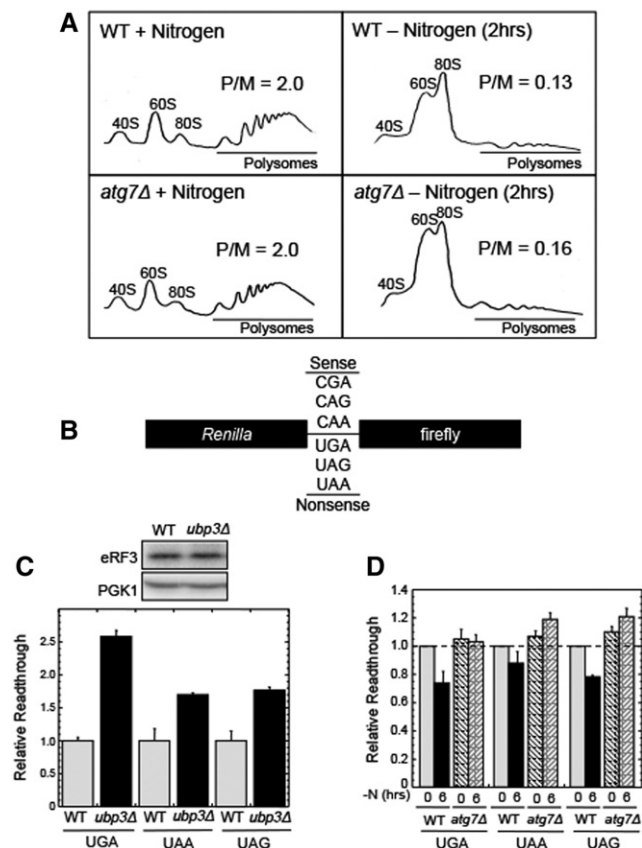 A
WT + Nitrogen
P/M = 2.0
40S
60S
80S
Polysomes
WT – Nitrogen (2hrs)
P/M = 0.13
40S
60S
80S
Polysomes
atg7Δ + Nitrogen
P/M = 2.0
40S
60S
80S
Polysomes
atg7Δ – Nitrogen (2hrs)
P/M = 0.16
40S
60S
80S
Polysomes
B
Sense
CGA
CAG
CAA
Renilla
firefly
UGA
UAG
UAA
Nonsense
C
WT ubp3Δ
eRF3
PGK1
Relative Readthrough
2.5
2.0
1.5
1.0
0.5
0
WT ubp3Δ WT ubp3Δ WT ubp3Δ
UGA UAA UAG
D
Relative Readthrough
1.4
1.2
1.0
0.8
0.6
0.4
0.2
0
-N (hrs) 0 6 0 6 0 6 0 6 0 6 0 6
WT atg7Δ WT atg7Δ WT atg7Δ
UGA UAA UAG